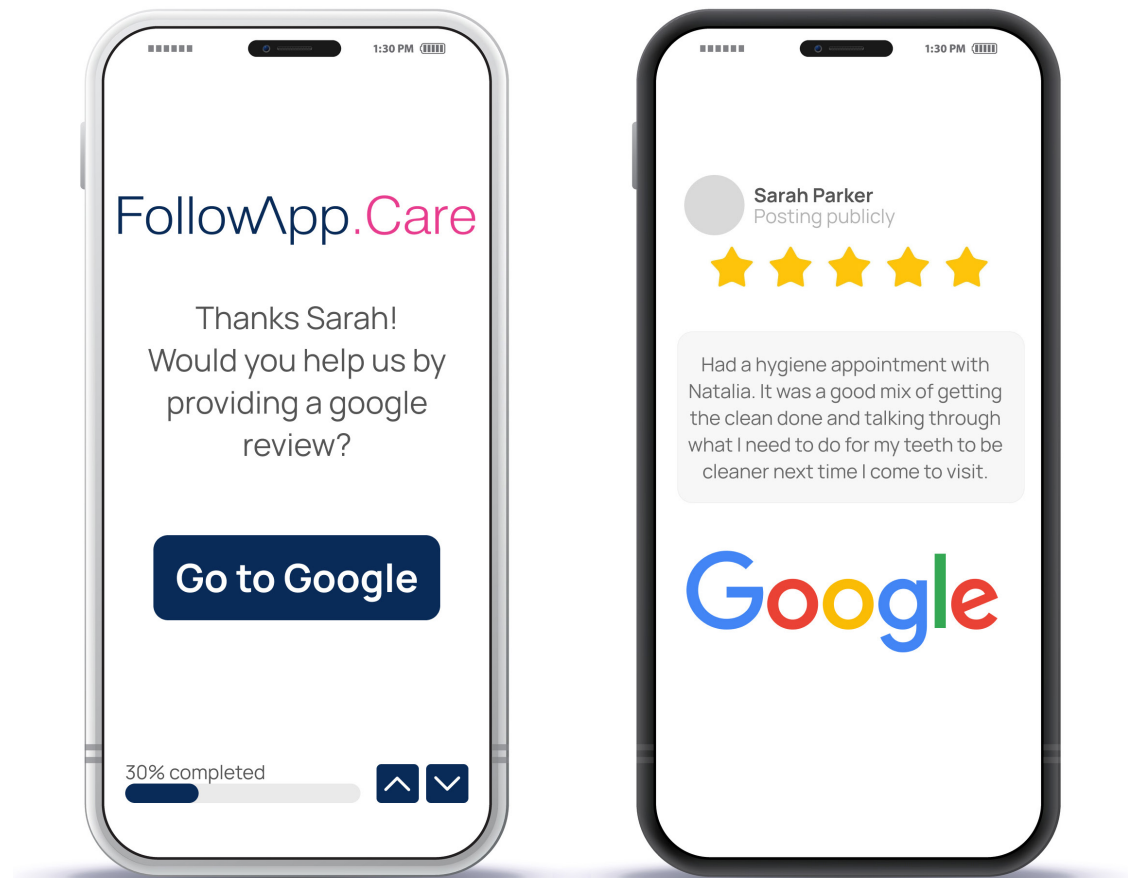 1:30 PM
FollowApp.Care
Thanks Sarah!
Would you help us by
providing a google
review?
Go to Google
30% completed
1:30 PM
Sarah Parker
Posting publicly
Had a hygiene appointment with
Natalia. It was a good mix of getting
the clean done and talking through
what I need to do for my teeth to be
cleaner next time I come to visit.
Google